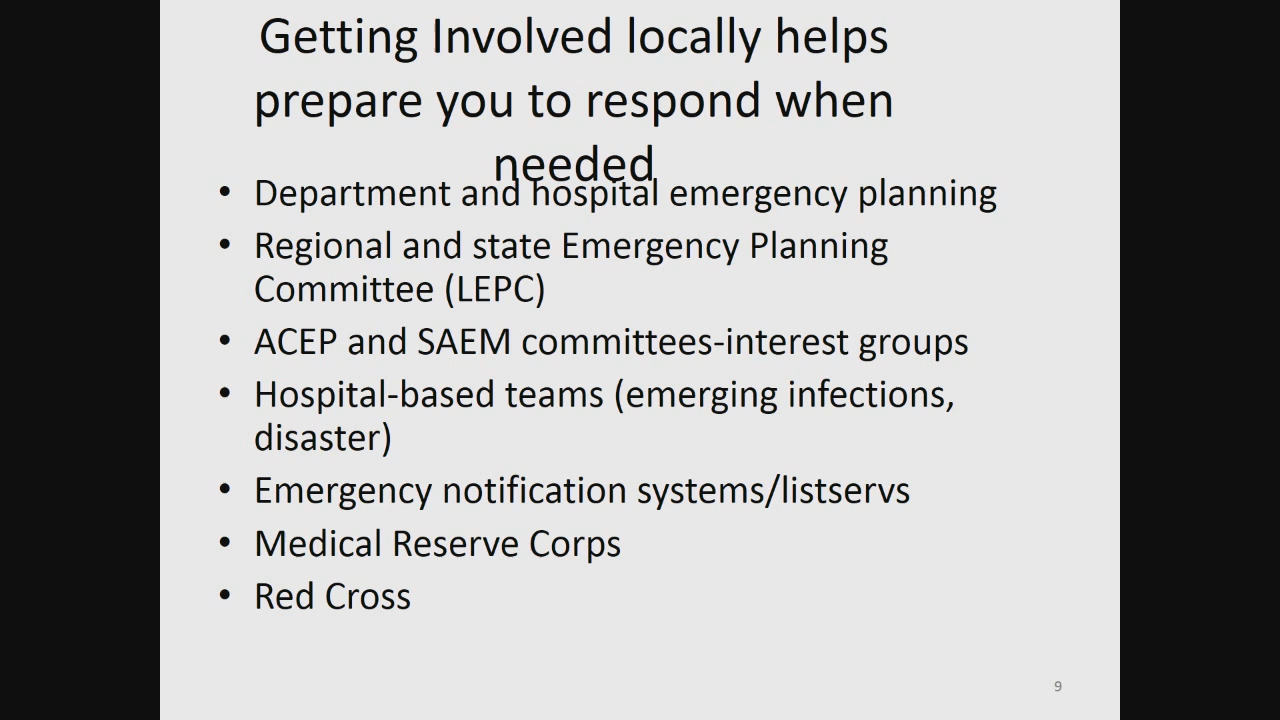 Getting Involved locally helps
prepare you to respond when
needed
• Department and hospital emergency planning
• Regional and state Emergency Planning
Committee (LEPC)
• ACEP and SAEM committees-interest groups
• Hospital-based teams (emerging infections,
disaster)
• Emergency notification systems/listservs
• Medical Reserve Corps
• Red Cross
9